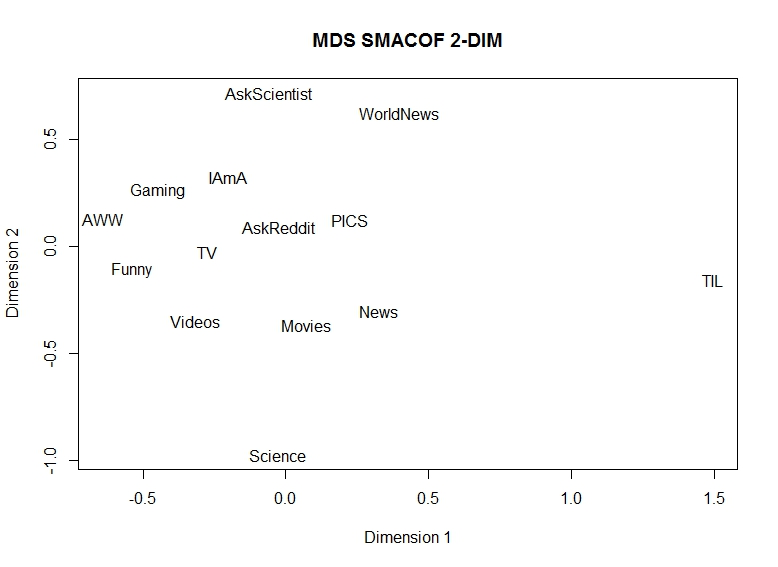 MDS SMACOF 2-DIM
AskScientist
WorldNews
0.5
IAmA
Gaming
AWW
PICS
AskReddit
0.0
TV
Funny
TIL
News
Videos
Movies
-0.5
Science
-1.0
-0.5 0.0 0.5 1.0 1.5
Dimension 1
Dimension 2